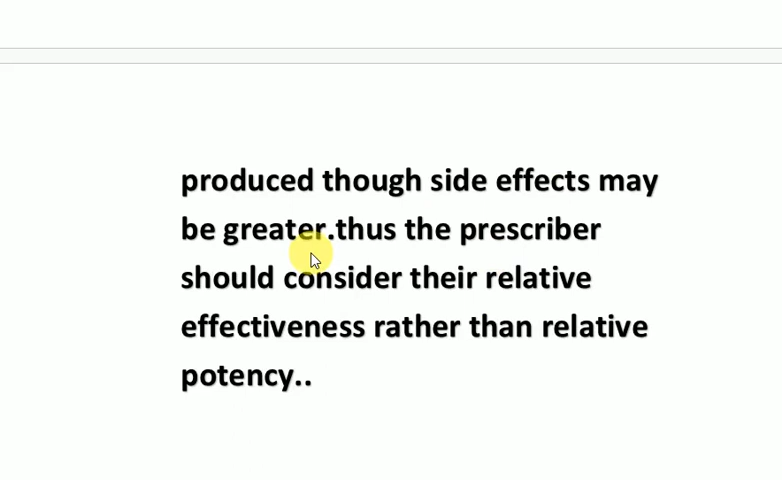 produced though side effects may
be greater.thus the prescriber
should consider their relative
effectiveness rather than relative
potency..